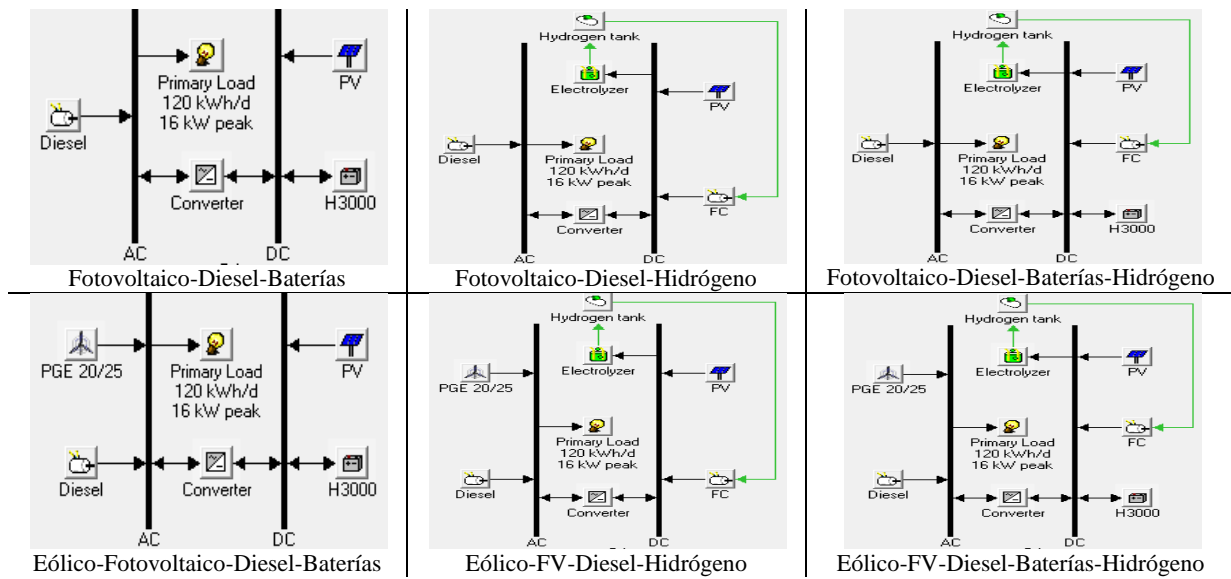 Primary Load
120 kWh/d
16 kW peak
PV
Diesel
Converter
H3000
AC
DC
Fotovoltaico-Diesel-Baterías
Hydrogen tank
Electrolyzer
PV
Diesel
Primary Load
120 kWh/d
16 kW peak
FC
Converter
AC
DC
Fotovoltaico-Diesel-Hidrógeno
Hydrogen tank
Electrolyzer
PV
Diesel
Primary Load
120 kWh/d
16 kW peak
FC
Converter
H3000
AC
DC
Fotovoltaico-Diesel-Baterías-Hidrógeno
PGE 20/25
Primary Load
120 kWh/d
16 kW peak
PV
Diesel
Converter
H3000
AC
DC
Eólico-Fotovoltaico-Diesel-Baterías
Hydrogen tank
Electrolyzer
PGE 20/25
PV
Primary Load
120 kWh/d
16 kW peak
Diesel
FC
Converter
AC
DC
Eólico-FV-Diesel-Hidrógeno
Hydrogen tank
Electrolyzer
PGE 20/25
PV
FC
Primary Load
120 kWh/d
16 kW peak
Diesel
Converter
H3000
AC
DC
Eólico-FV-Diesel-Baterías-Hidrógeno